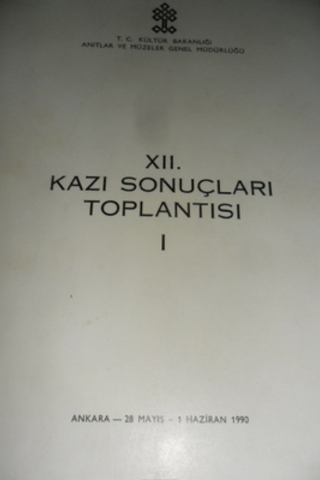 T. C. KÜLTÜR BAKANLIĞI
ANITLAR VE MÜZELER GENEL MÜDÜRLÜĞÜ
XII.
KAZI SONUÇLARI
TOPLANTISI
I
ANKARA — 28 MAYIS - 1 HAZİRAN 1990